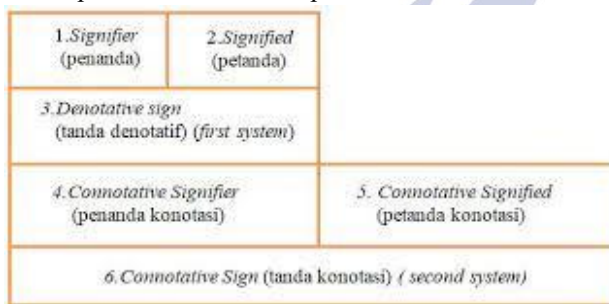 1.Signifier
(penanda)
2.Signified
(petanda)
3.Denotative sign
(tanda denotatif) (first system)
4.Connotative Signifier
(penanda konotasi)
5. Connotative Signified
(petanda konotasi)
6.Connotative Sign (tanda konotasi) ( second system)